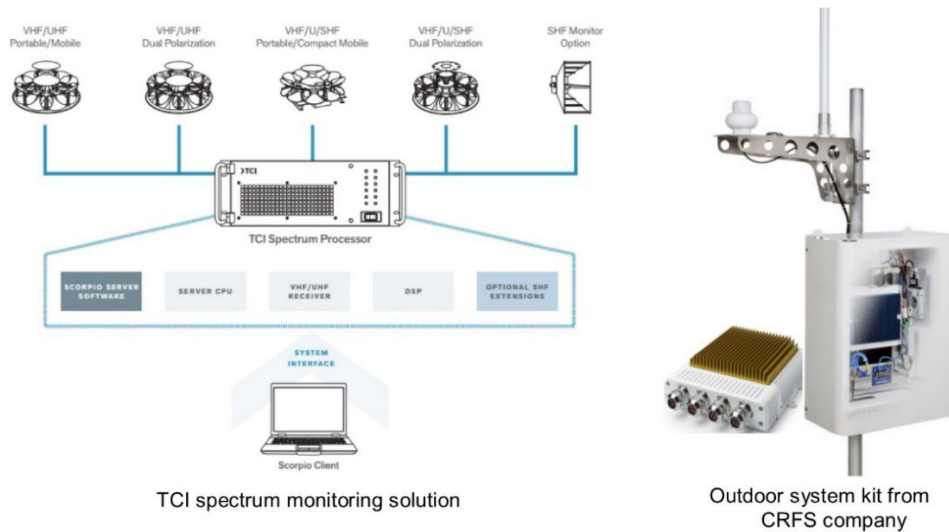 VHF/UHF
Portable/Mobile
VHF/UHF
Dual Polarization
VHF/U/SHF
Portable/Compact Mobile
VHF/U/SHF
Dual Polarization
SHF Monitor
Option
>TCI
TCI Spectrum Processor
SCORPIO SERVER
SOFTWARE
SERVER CPU
VHF/UHF
RECEIVER
DSP
OPTIONAL SHF
EXTENSIONS
SYSTEM
INTERFACE
Scorpio Client
TCI spectrum monitoring solution
Outdoor system kit from
CRFS company